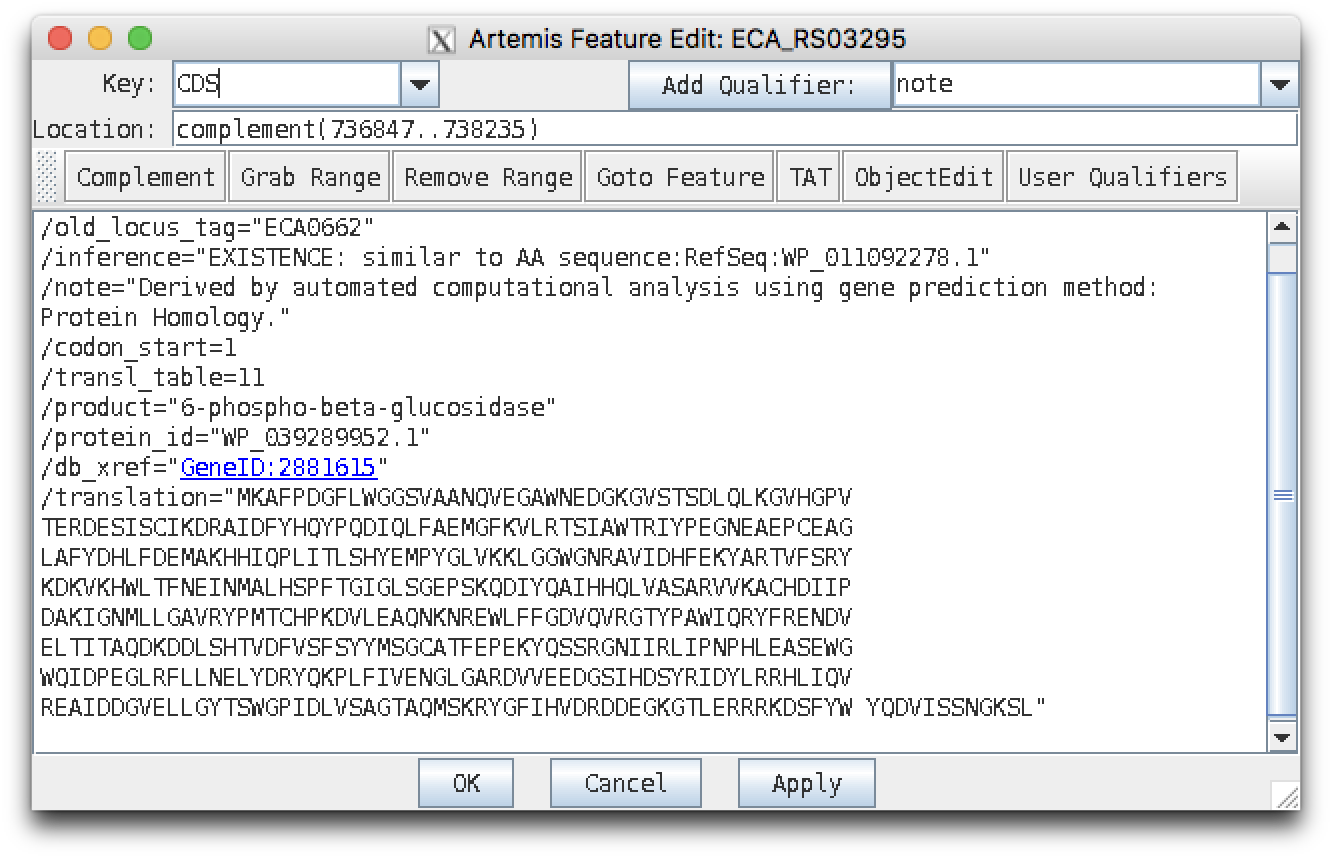 Artemis Feature Edit: ECA_RS03295
Key: CDS Add Qualifier: note
Location: complement(736847..738235)
Complement Grab Range Remove Range Goto Feature TAT ObjectEdit User Qualifiers
/old_locus_tag="ECA0662"
/inference="EXISTENCE: similar to AA sequence:RefSeq:WP_011092278.1"
/note="Derived by automated computational analysis using gene prediction method:
Protein Homology."
/codon_start=1
/transl_table=11
/product="6-phospho-beta-glucosidase"
/protein_id="WP_039289952.1"
/db_xref="GeneID:2881615"
/translation="MKAFPDGFLWGGSVAANQVEGAWNEDGKGVSTSDLQLKGVHGPV
TERDESISCIKDRAIDFYHQYPQDIQLFAEMGFKVLRTSIAWTRIYPEGNEAEPCEAG
LAFYDHLFDEMAKHHIQPLITLSHYEMPYGLVKKLGGWGNRAVIDHFEKYARTVFSRY
KDKVKHWLTFNEINMALHSPFTGIGLSGEPSKQDIYQAIHHQLVASARVVKACHDIIP
DAKIGNMLLGAVRYPMTCHPKDVLEAQNKNREWLFFGDVQVRGTYPAWIQRYFRENDV
ELTITAQDKDDLSHTVDFVSFSYYMSGCATFEPEKYQSSRGNIIRLIPNPHLEASEWG
WQIDPEGLRFLLNELYDRYQKPLFIVENGLGARDVVEEDGSIHDSYRIDYLRRHLIQV
REAIDDGVELLGYTSWGPIDLVSAGTAQMSKRYGFIHVDRDDEGKGTLERRRKDSFYW YQDVISSNGKSL"
OK Cancel Apply